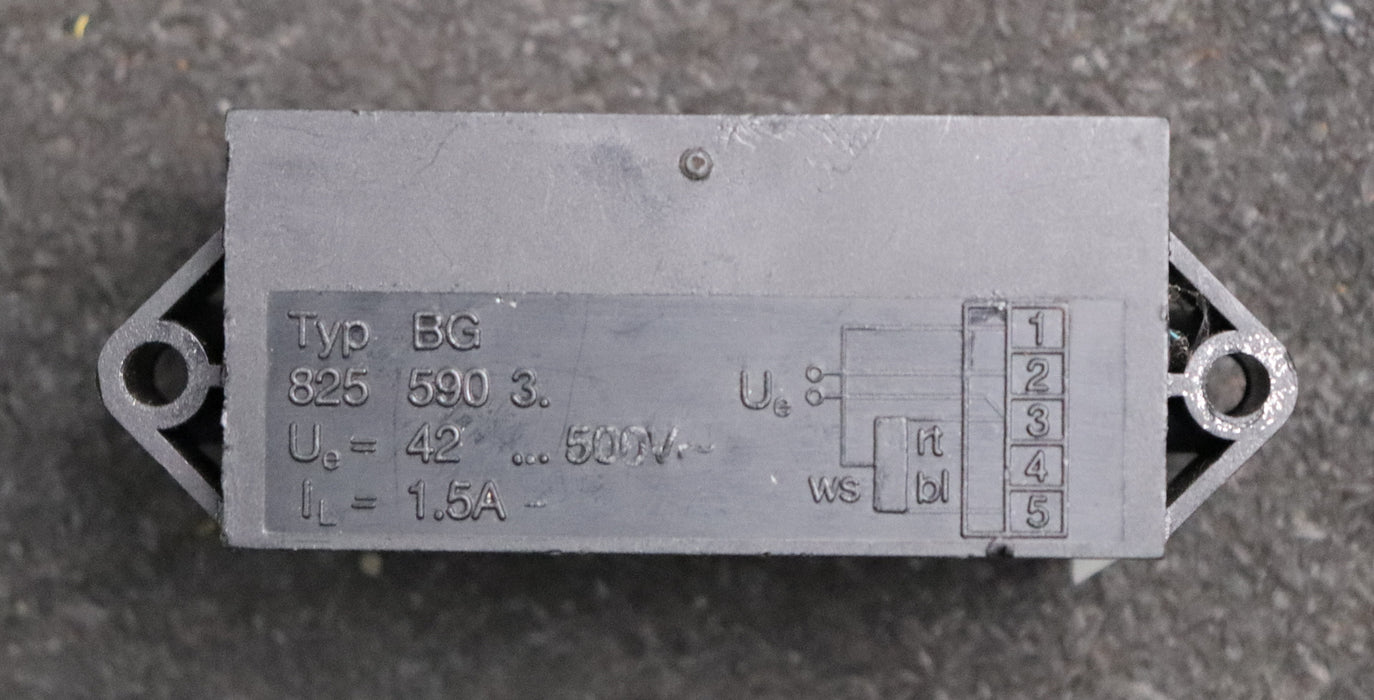 Typ BG
825 590 3.
Ue = 42 ... 500V~
IL = 1.5A -
Ue
ws
rt
bl
1
2
3
4
5